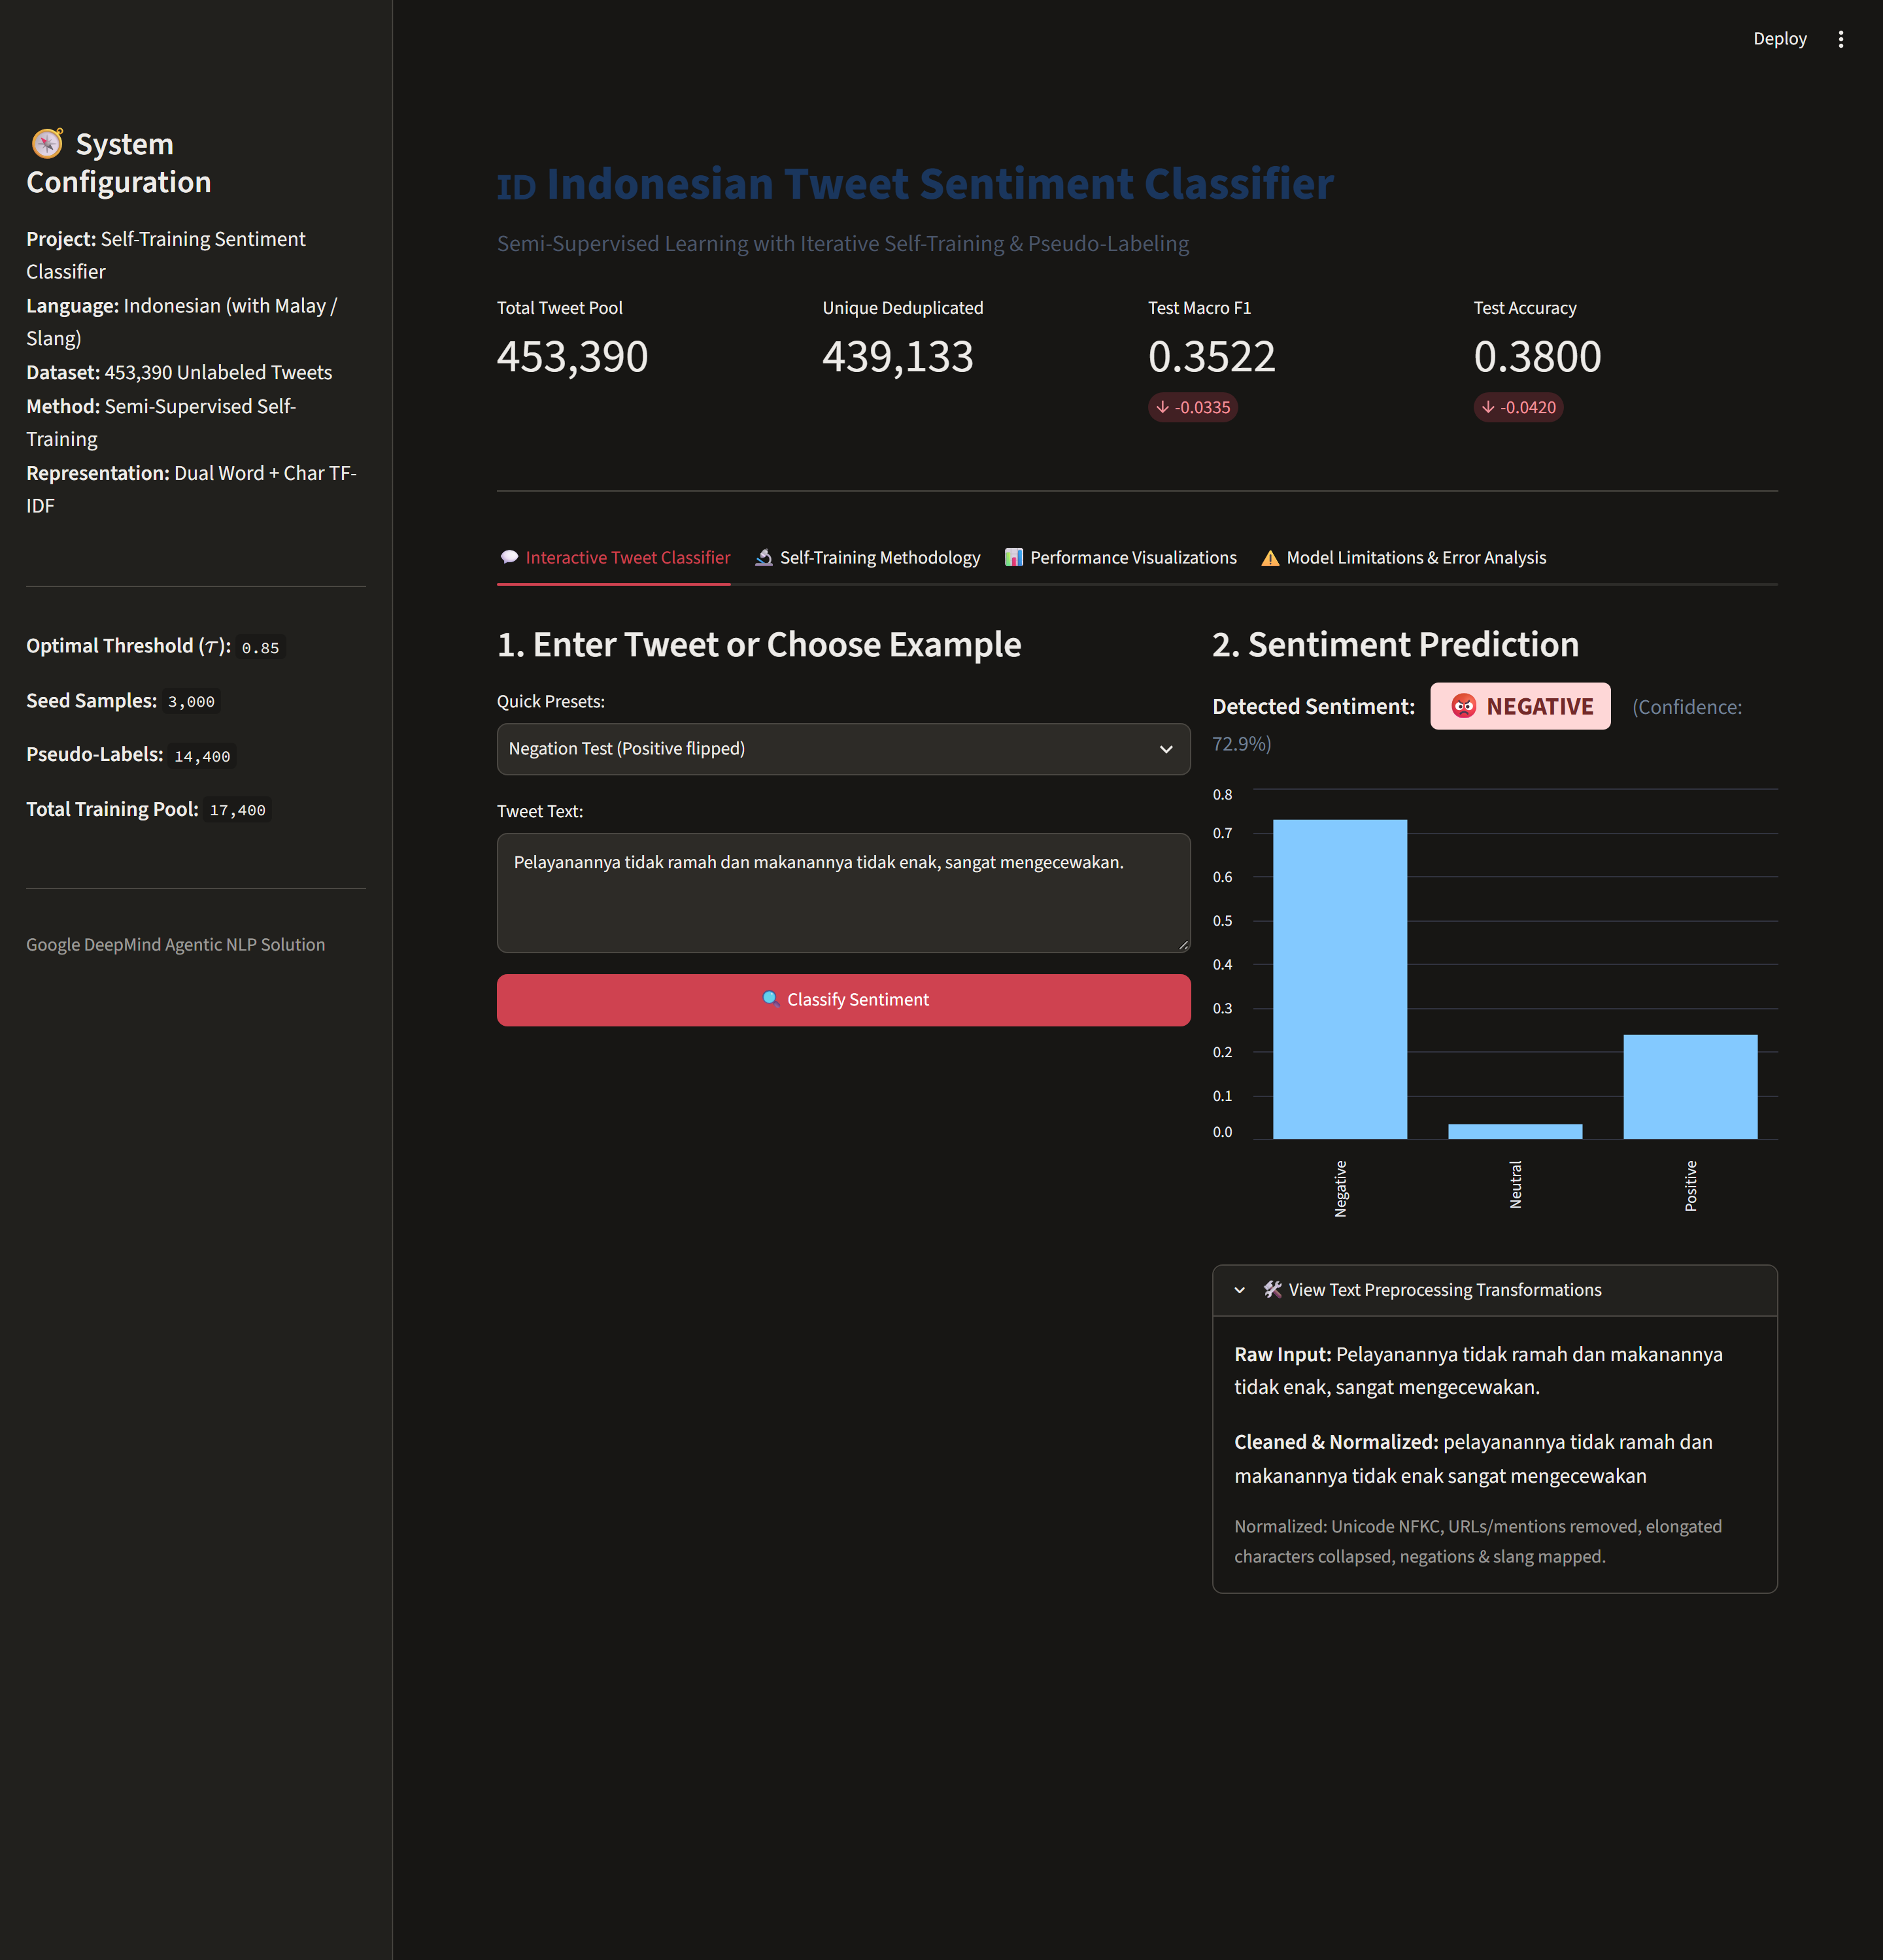 Deploy
🧭 System
Configuration
Project: Self-Training Sentiment
Classifier
Language: Indonesian (with Malay /
Slang)
Dataset: 453,390 Unlabeled Tweets
Method: Semi-Supervised Self-
Training
Representation: Dual Word + Char TF-
IDF
Optimal Threshold (τ): 0.85
Seed Samples: 3,000
Pseudo-Labels: 14,400
Total Training Pool: 17,400
Google DeepMind Agentic NLP Solution
ID Indonesian Tweet Sentiment Classifier
Semi-Supervised Learning with Iterative Self-Training & Pseudo-Labeling
Total Tweet Pool
453,390
Unique Deduplicated
439,133
Test Macro F1
0.3522
↓ -0.0335
Test Accuracy
0.3800
↓ -0.0420
💬 Interactive Tweet Classifier
🔬 Self-Training Methodology
📊 Performance Visualizations
⚠️ Model Limitations & Error Analysis
1. Enter Tweet or Choose Example
Quick Presets:
Negation Test (Positive flipped)
Tweet Text:
Pelayanannya tidak ramah dan makanannya tidak enak, sangat mengecewakan.
🔍 Classify Sentiment
2. Sentiment Prediction
Detected Sentiment: 😡 NEGATIVE (Confidence:
72.9%)
0.8
0.7
0.6
0.5
0.4
0.3
0.2
0.1
0.0
Negative
Neutral
Positive
🛠️ View Text Preprocessing Transformations
Raw Input: Pelayanannya tidak ramah dan makanannya
tidak enak, sangat mengecewakan.
Cleaned & Normalized: pelayanannya tidak ramah dan
makanannya tidak enak sangat mengecewakan
Normalized: Unicode NFKC, URLs/mentions removed, elongated
characters collapsed, negations & slang mapped.